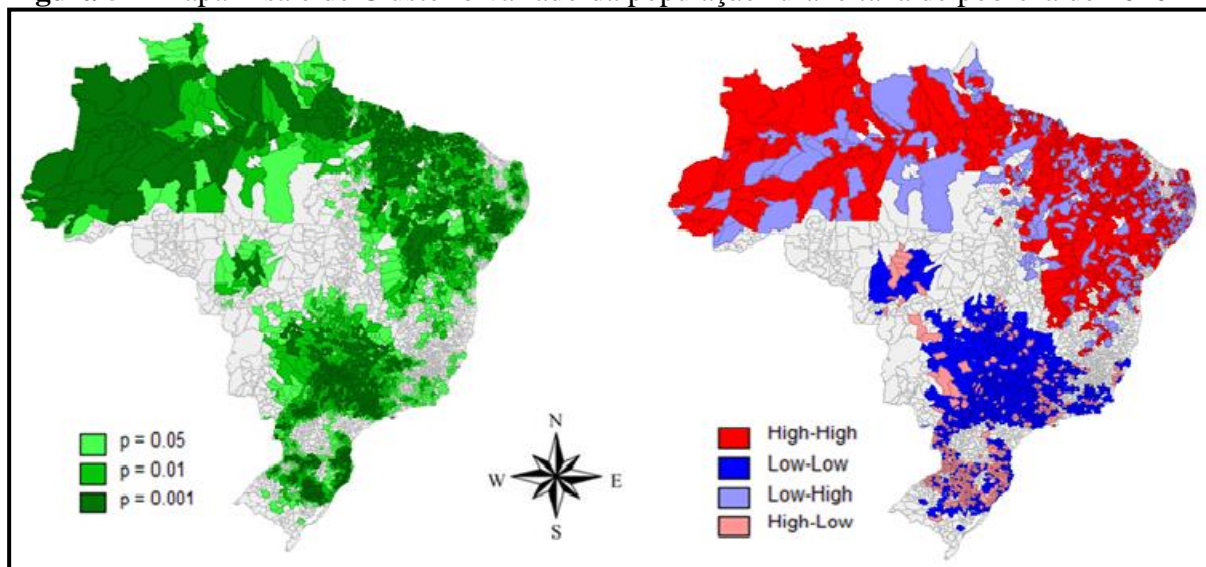 p = 0.05
p = 0.01
p = 0.001
N
W E
S
High-High
Low-Low
Low-High
High-Low